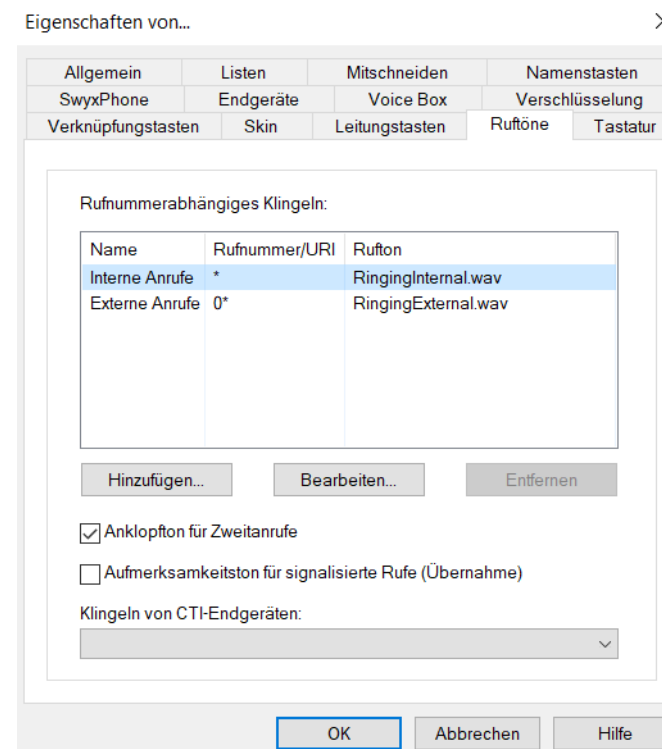 Eigenschaften von...
Allgemein Listen Mitschneiden Namenstasten
SwyxPhone Endgeräte Voice Box Verschlüsselung
Verknüpfungstasten Skin Leitungstasten Ruftöne Tastatur
Rufnummerabhängiges Klingeln:
Name Rufnummer/URI Rufton
Interne Anrufe * RingingInternal.wav
Externe Anrufe 0* RingingExternal.wav
Hinzufügen... Bearbeiten... Entfernen
Anklopfton für Zweitanrufe
Aufmerksamkeitston für signalisierte Rufe (Übernahme)
Klingeln von CTI-Endgeräten:
OK Abbrechen Hilfe